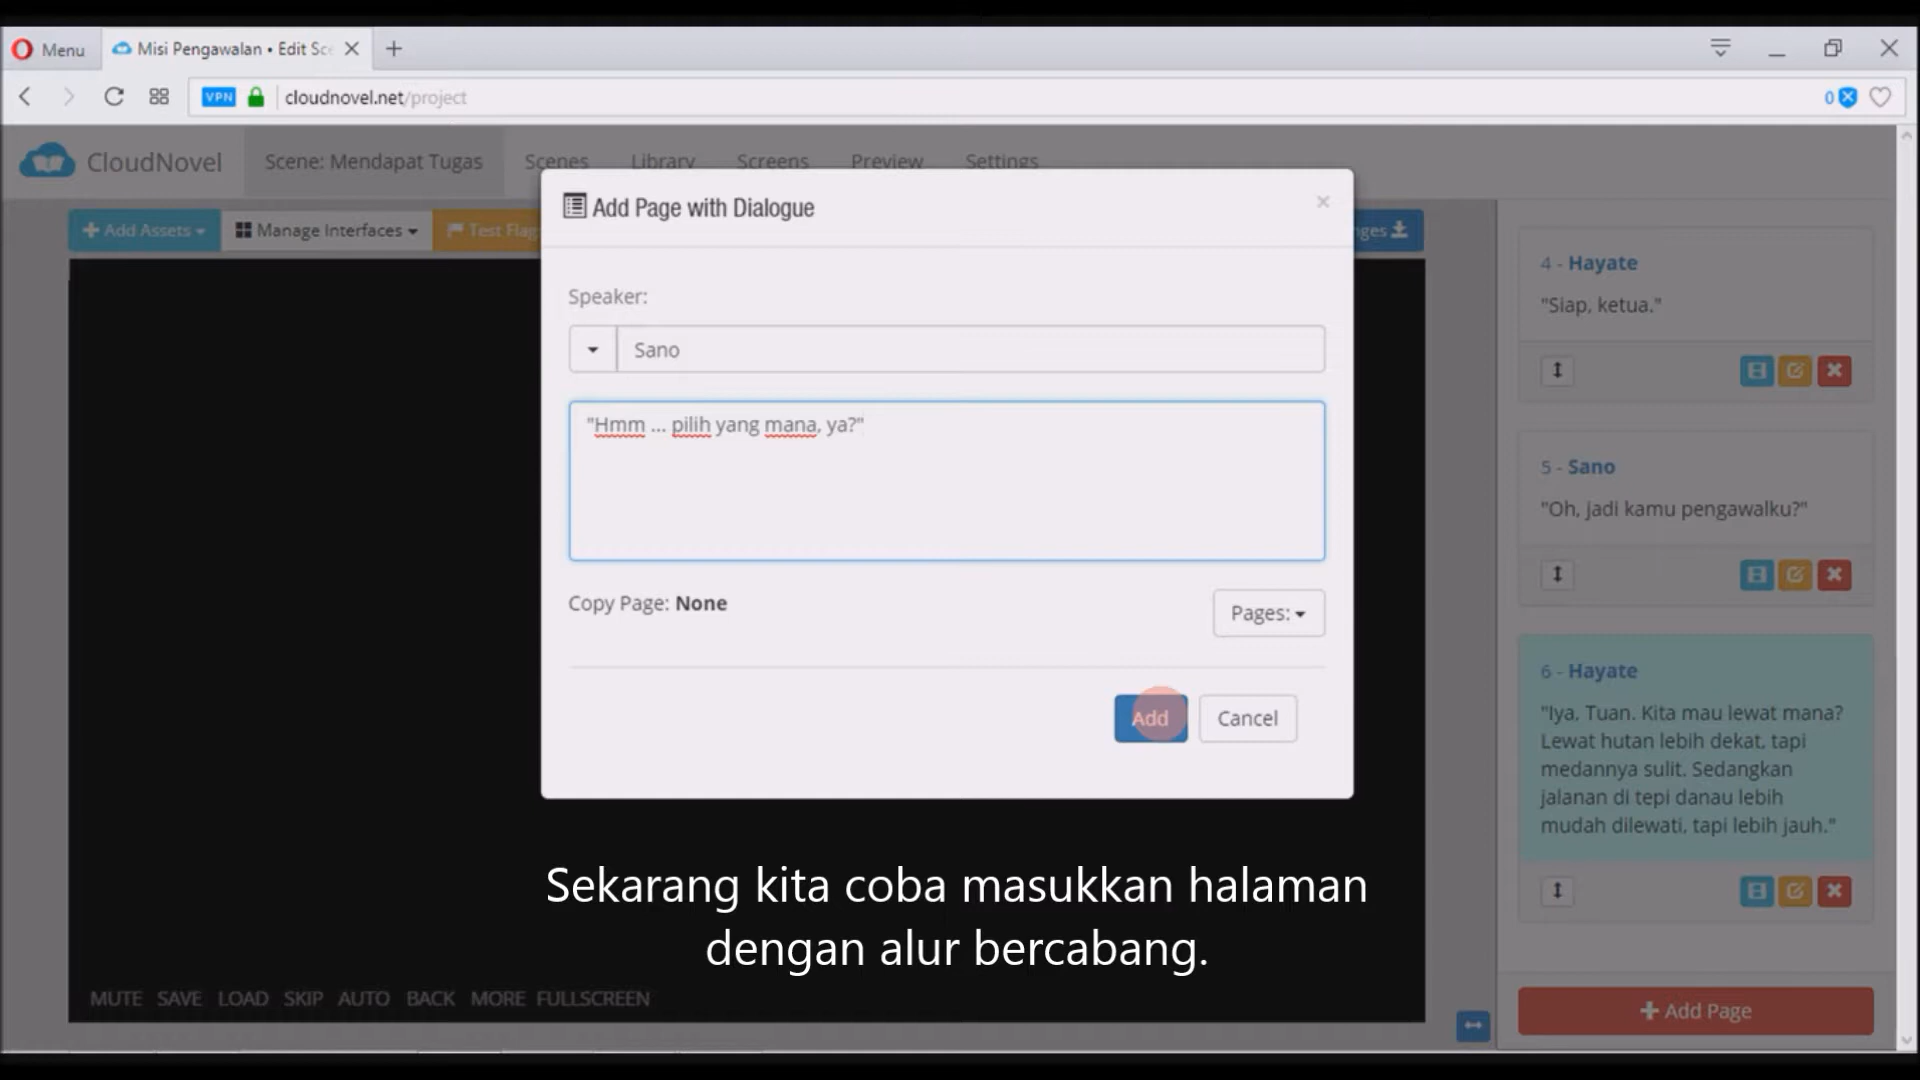 Menu
Misi Pengawalan • Edit Sce
VPN
cloudnovel.net/project
0
CloudNovel
Scene: Mendapat Tugas
Scenes
Library
Screens
Preview
Settings
Add Assets
Manage Interfaces
Test Flag
nges
Add Page with Dialogue
×
Speaker:
Sano
"Hmm ... pilih yang mana, ya?"
Copy Page: None
Pages:
Add
Cancel
4 - Hayate
"Siap, ketua."
5 - Sano
"Oh, jadi kamu pengawalku?"
6 - Hayate
"Iya, Tuan. Kita mau lewat mana?
Lewat hutan lebih dekat, tapi
medannya sulit. Sedangkan
jalanan di tepi danau lebih
mudah dilewati, tapi lebih jauh."
Add Page
Sekarang kita coba masukkan halaman
dengan alur bercabang.
MUTE SAVE LOAD SKIP AUTO BACK MORE FULLSCREEN